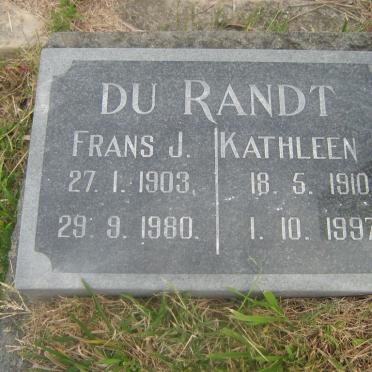 DU RANDT
FRANS J. KATHLEEN
27. 1. 1903. 18. 5. 1910
29. 9. 1980. 1. 10. 1997